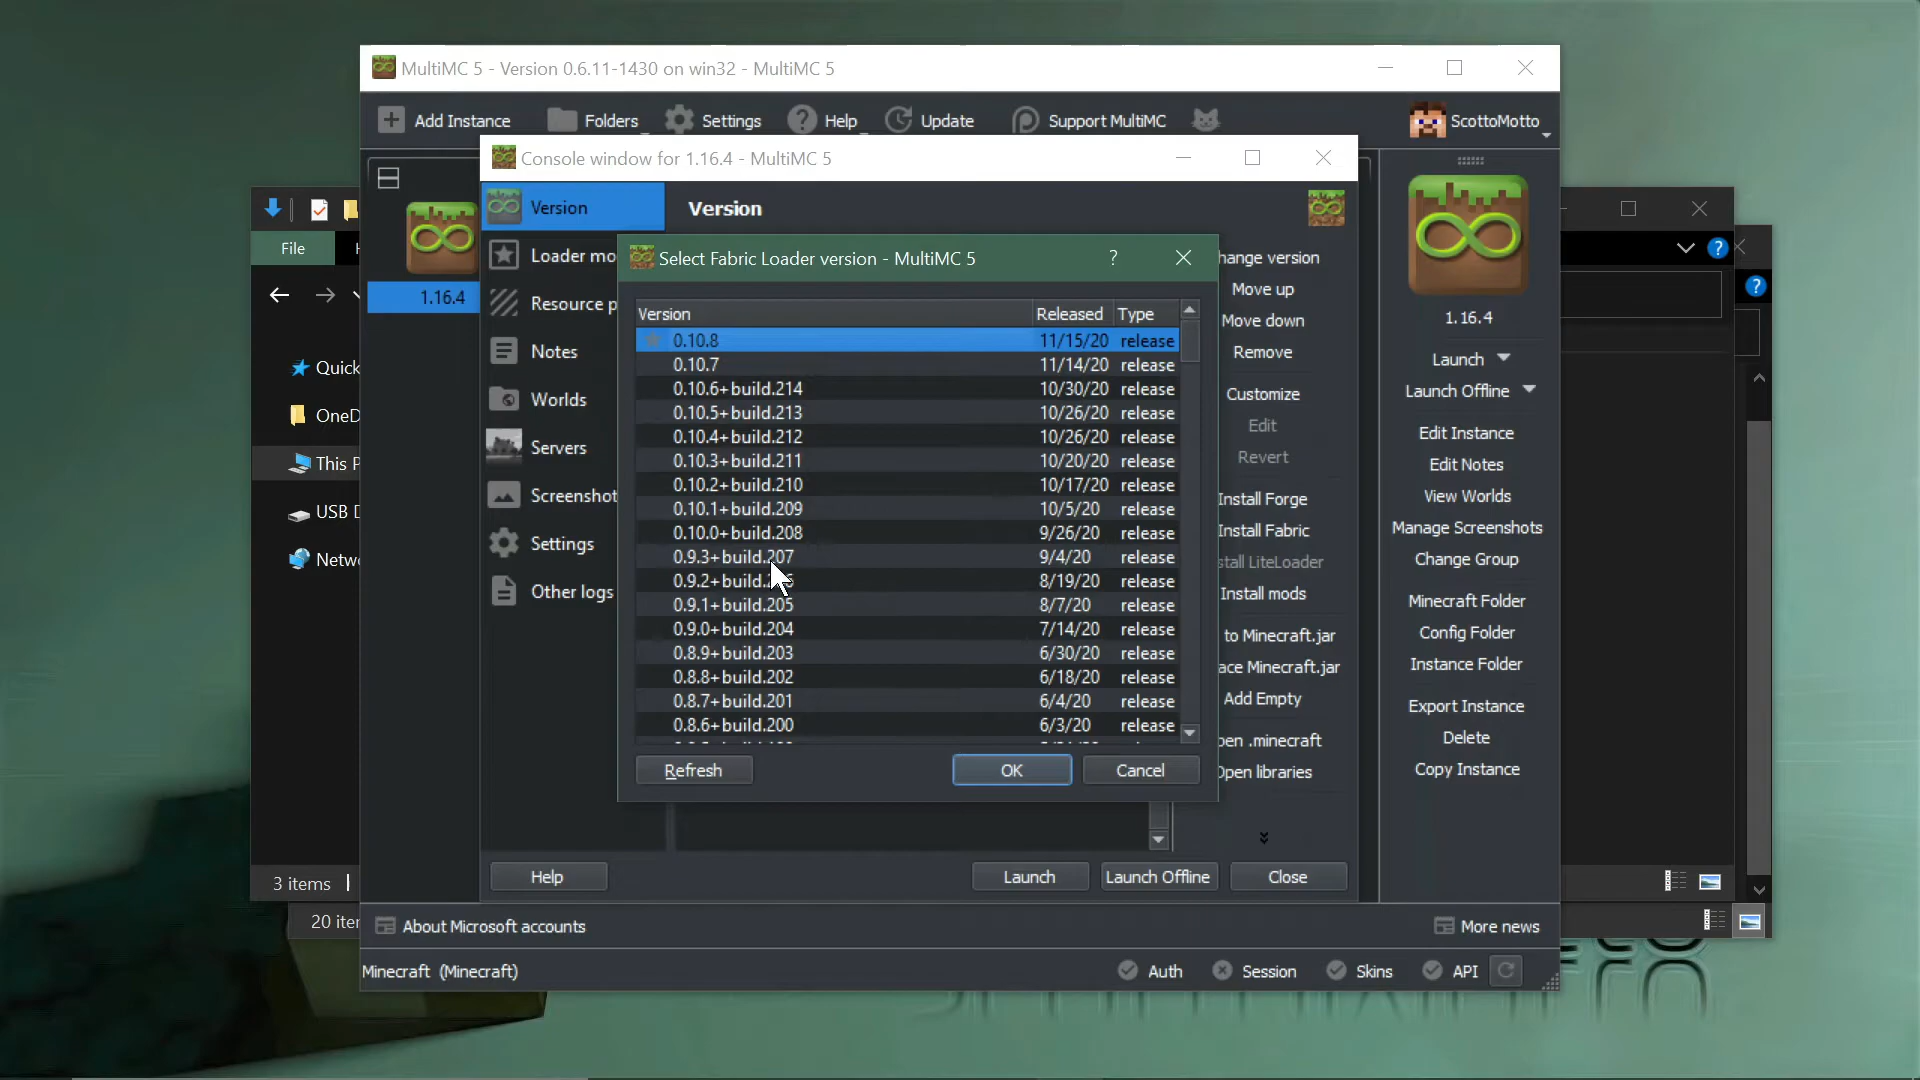 MultiMC 5 - Version 0.6.11-1430 on win32 - MultiMC 5
Add Instance Folders Settings Help Update Support MultiMC ScottoMotto
Console window for 1.16.4 - MultiMC 5
Version
Version
Loader mo
Resource p
Notes
Worlds
Servers
Screenshot
Settings
Other logs
File
Quick
OneD
This P
USB D
Netwo
3 items
20 iter
1.16.4
Select Fabric Loader version - MultiMC 5
Version Released Type
0.10.8 11/15/20 release
0.10.7 11/14/20 release
0.10.6+build.214 10/30/20 release
0.10.5+build.213 10/26/20 release
0.10.4+build.212 10/26/20 release
0.10.3+build.211 10/20/20 release
0.10.2+build.210 10/17/20 release
0.10.1+build.209 10/5/20 release
0.10.0+build.208 9/26/20 release
0.9.3+build.207 9/4/20 release
0.9.2+build.206 8/19/20 release
0.9.1+build.205 8/7/20 release
0.9.0+build.204 7/14/20 release
0.8.9+build.203 6/30/20 release
0.8.8+build.202 6/18/20 release
0.8.7+build.201 6/4/20 release
0.8.6+build.200 6/3/20 release
Refresh OK Cancel
hange version
Move up
Move down
Remove
Customize
Edit
Revert
Install Forge
Install Fabric
stall LiteLoader
Install mods
to Minecraft.jar
ace Minecraft.jar
Add Empty
pen .minecraft
Open libraries
Help Launch Launch Offline Close
1.16.4
Launch
Launch Offline
Edit Instance
Edit Notes
View Worlds
Manage Screenshots
Change Group
Minecraft Folder
Config Folder
Instance Folder
Export Instance
Delete
Copy Instance
About Microsoft accounts More news
Minecraft (Minecraft) Auth Session Skins API